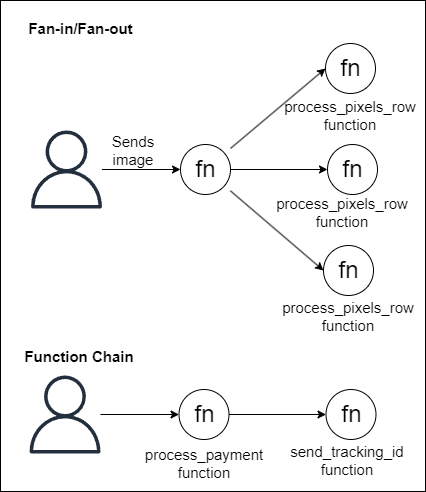 Fan-in/Fan-out
fn
process_pixels_row
function
Sends
image
fn
fn
process_pixels_row
function
fn
process_pixels_row
function
Function Chain
fn
process_payment
function
fn
send_tracking_id
function